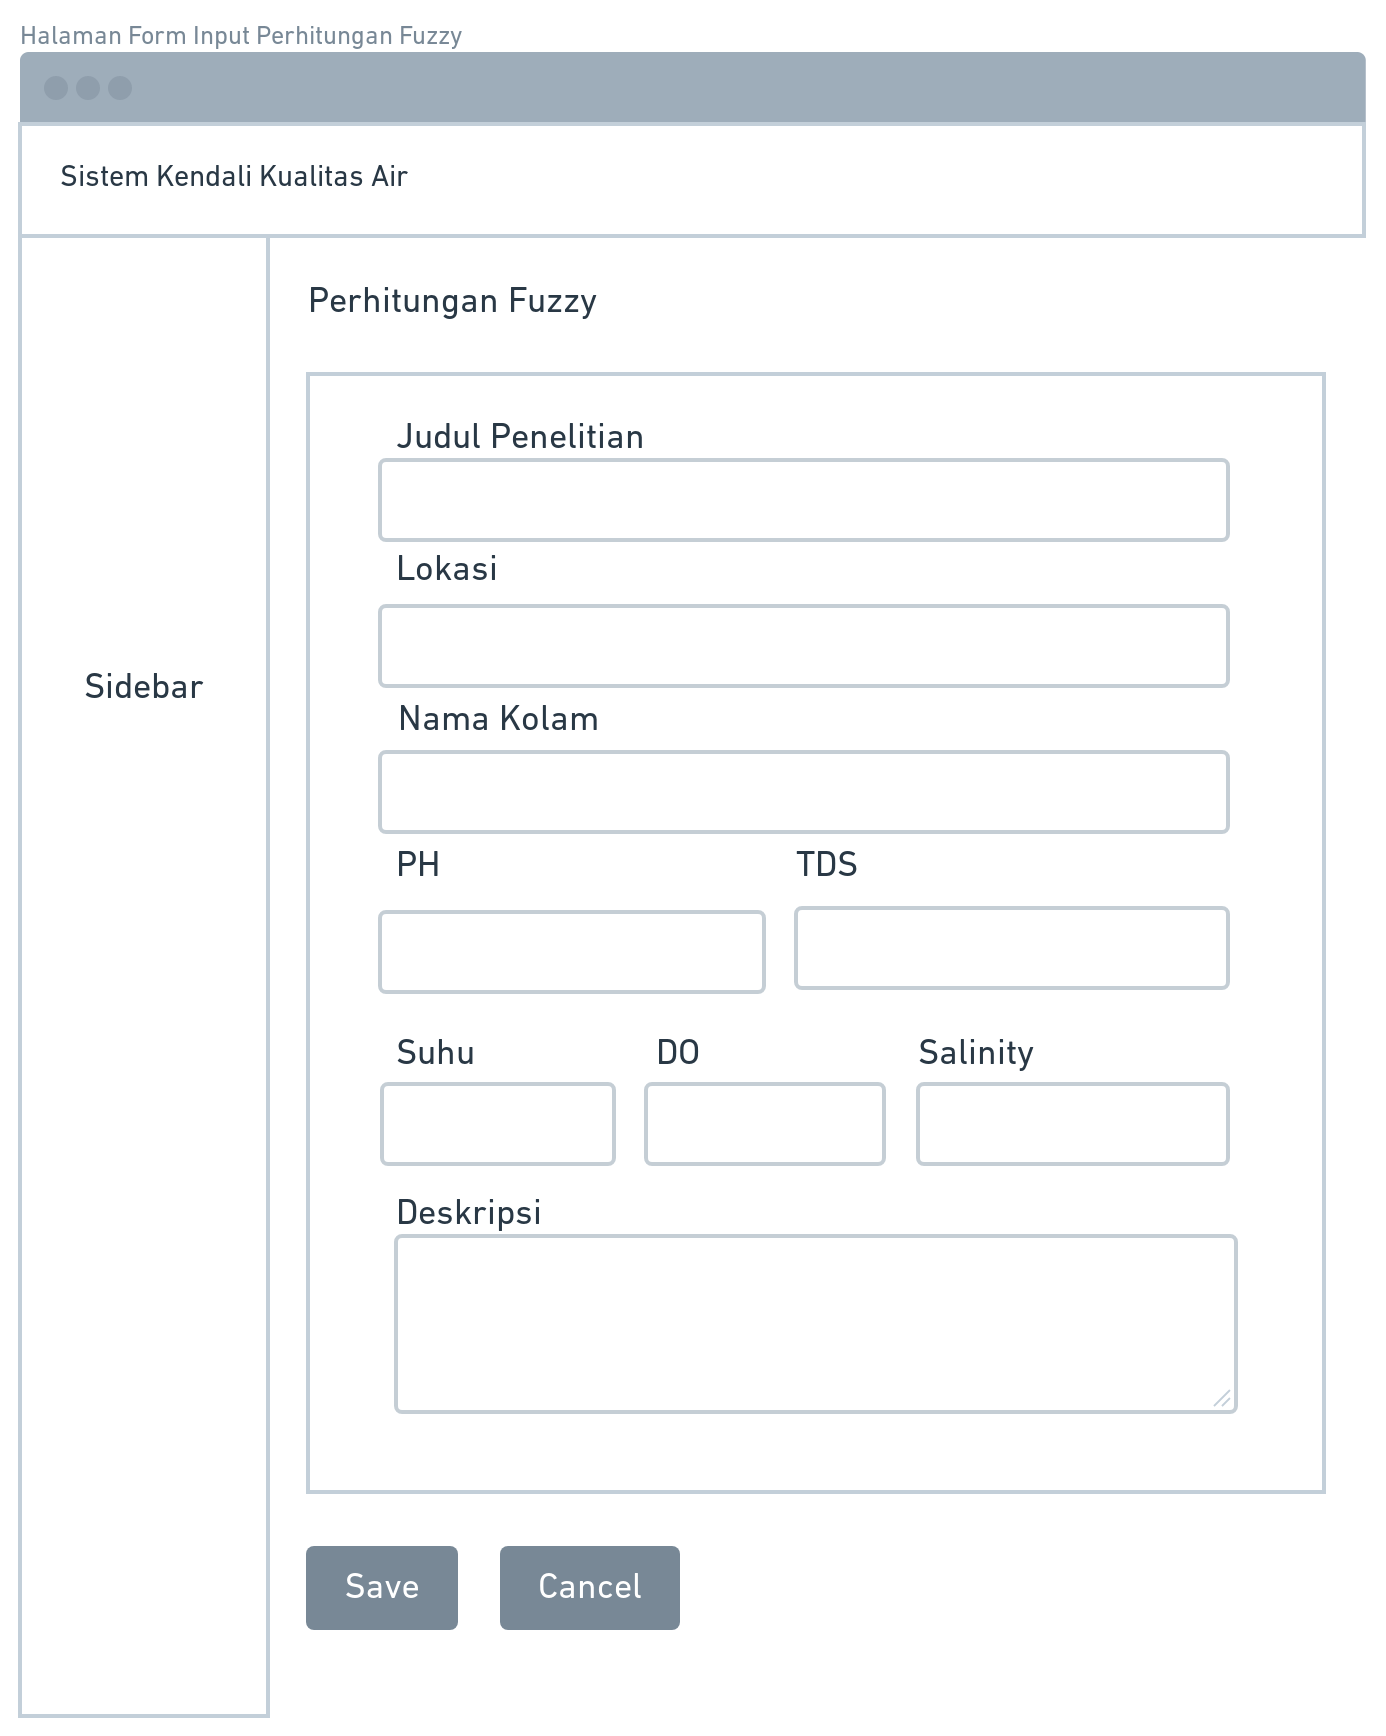 Halaman Form Input Perhitungan Fuzzy
Sistem Kendali Kualitas Air
Sidebar
Perhitungan Fuzzy
Judul Penelitian
Lokasi
Nama Kolam
PH
TDS
Suhu
DO
Salinity
Deskripsi
Save
Cancel